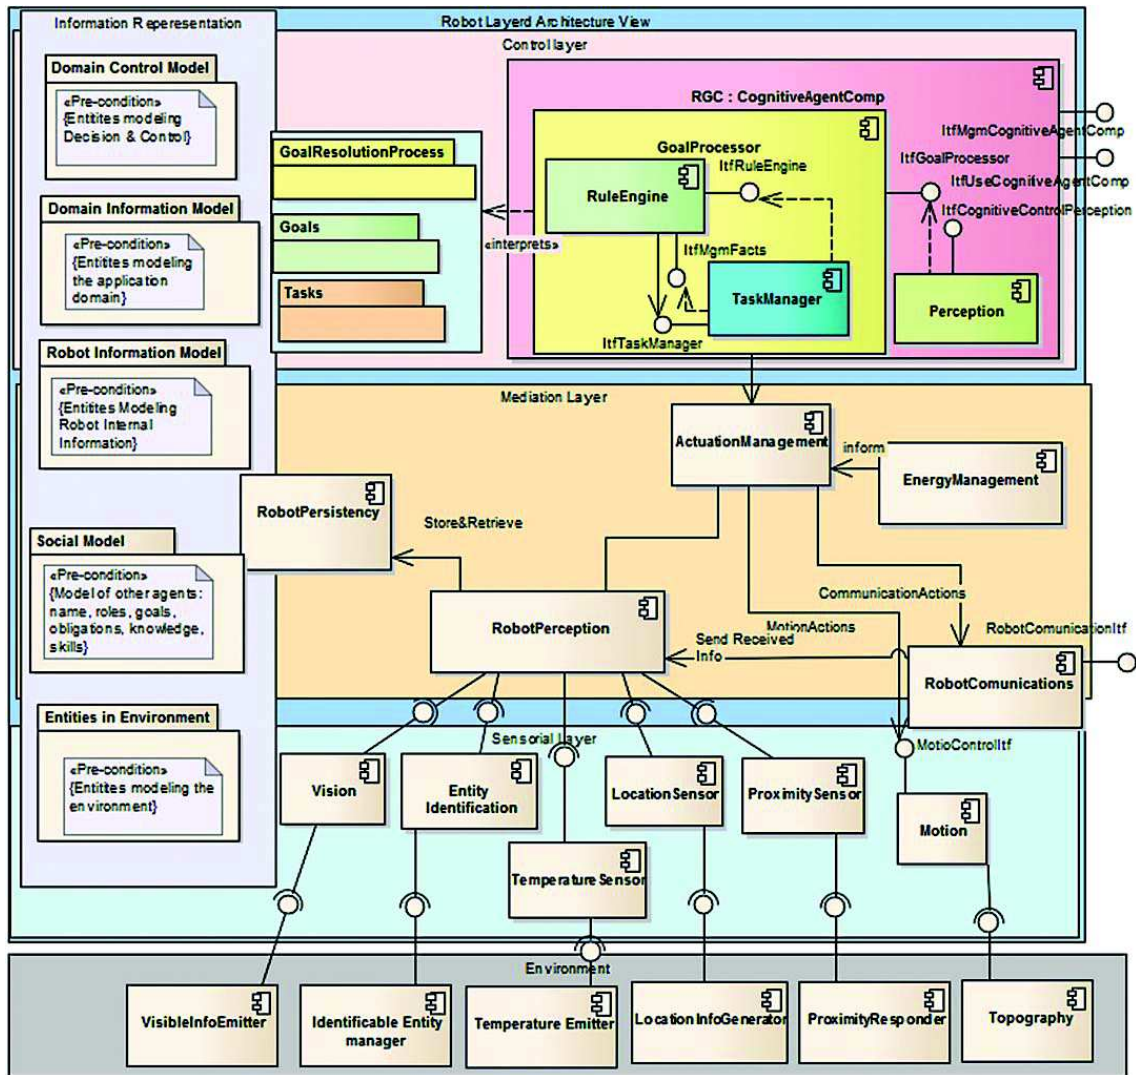 Information Reperesentation
Robot Layerd Architecture View
Control layer
Domain Control Model
«Pre-condition»
{Entitites modeling
Decision & Control}
Domain Information Model
«Pre-condition»
{Entitites modeling
the application
domain}
Robot Information Model
«Pre-condition»
{Entitites Modeling
Robot Internal
Information}
Social Model
«Pre-condition»
{Model of other agents:
name, roles, goals,
obligations, knowledge,
skills}
Entities in Environment
«Pre-condition»
{Entitites modeling the
environment}
GoalResolutionProcess
Goals
Tasks
«interprets»
RGC : CognitiveAgentComp
GoalProcessor
ItfRuleEngine
RuleEngine
ItfMgmFacts
TaskManager
ItfTaskManager
ItfMgmCognitiveAgentComp
ItfGoalProcessor
ItfUseCognitiveAgentComp
ItfCognitiveControlPerception
Perception
Mediation Layer
ActuationManagement
inform
EnergyManagement
RobotPersistency
Store&Retrieve
RobotPerception
CommunicationActions
MotionActions
Send Received
Info
RobotComunicationItf
RobotComunications
Sensorial Layer
MotioControlItf
Vision
Entity
Identification
LocationSensor
ProximitySensor
Motion
TemperatureSensor
Environment
VisibleInfoEmitter
Identificable Entity
manager
Temperature Emitter
LocationInfoGenerator
ProximityResponder
Topography